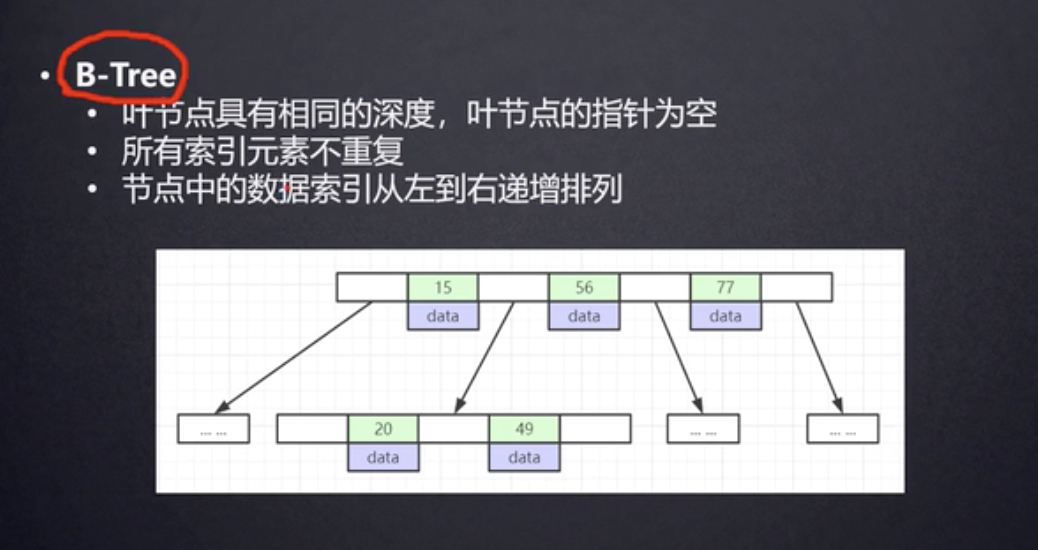 B-Tree
叶节点具有相同的深度，叶节点的指针为空
所有索引元素不重复
节点中的数据索引从左到右递增排列
15 56 77
data data data
... ... 20 49 ... ... ... ...
data data